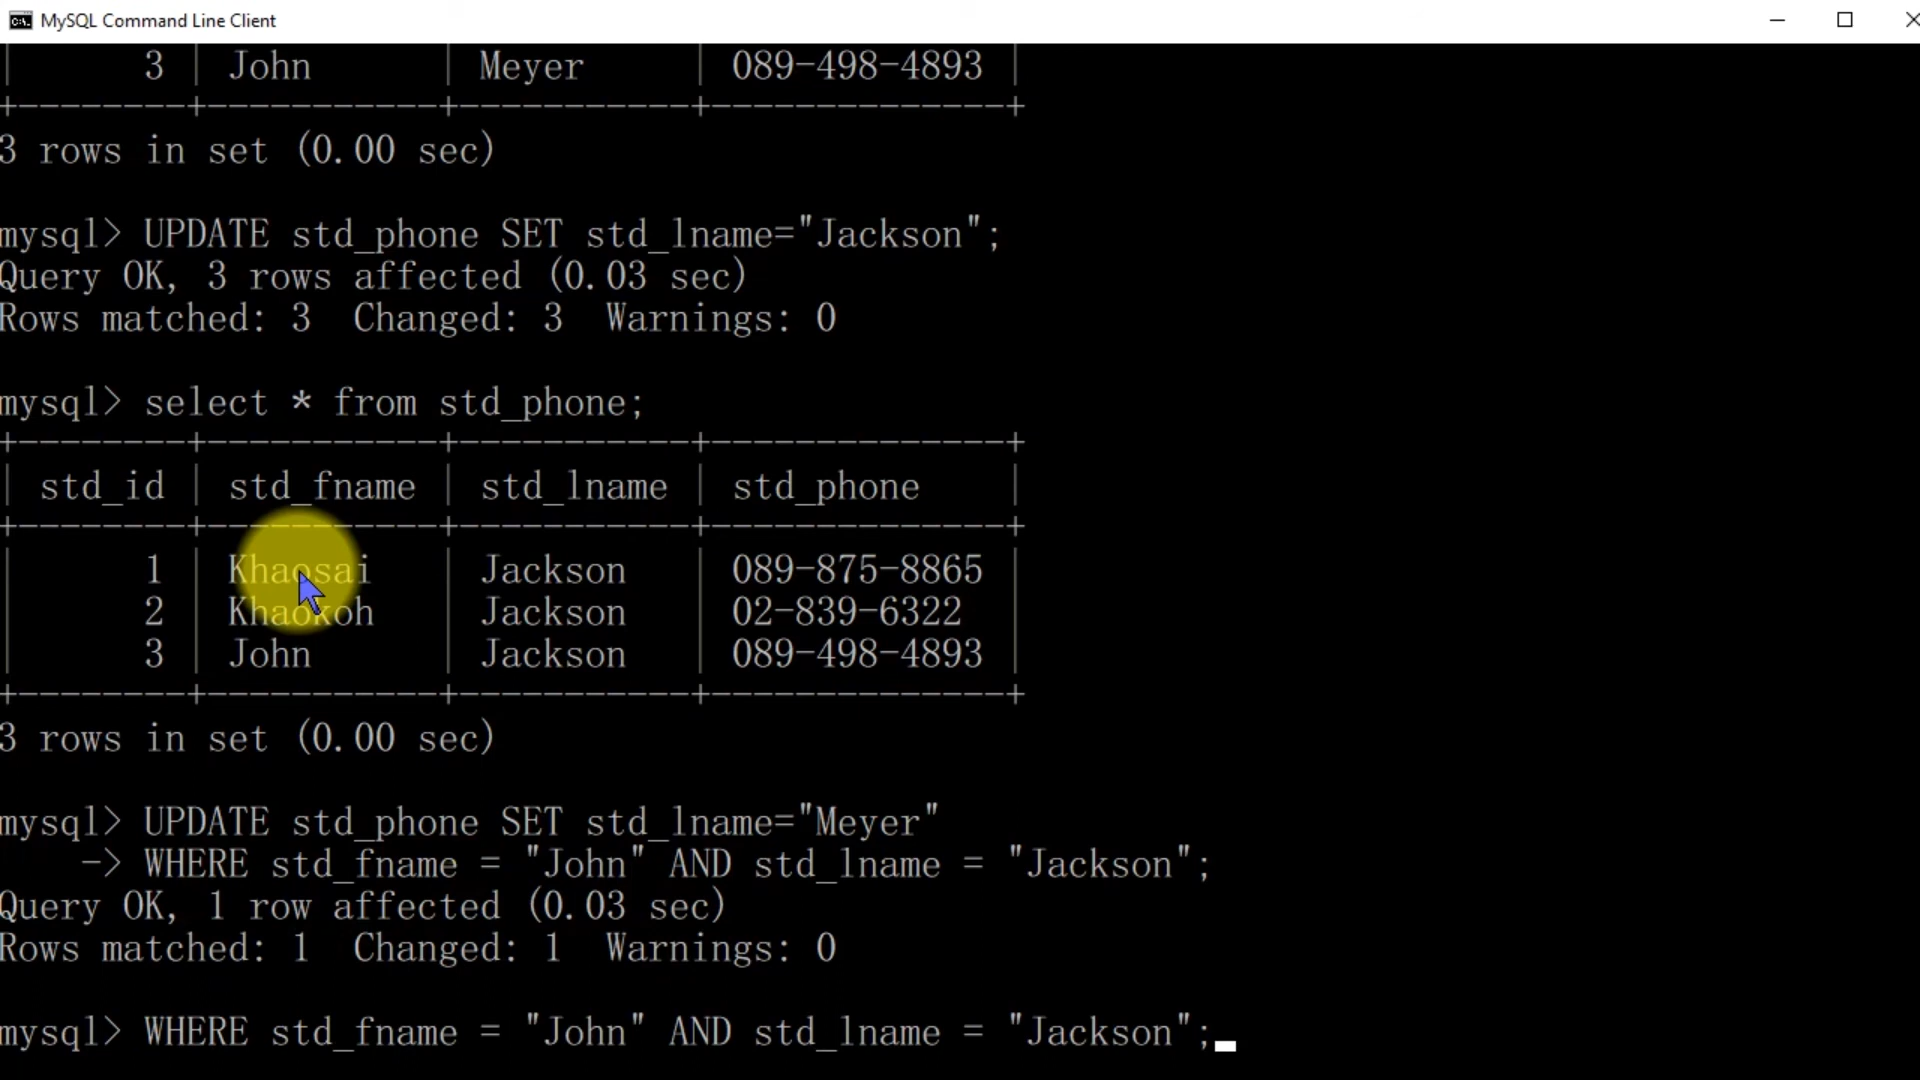 MySQL Command Line Client
| 3 | John | Meyer | 089-498-4893 |
+--------+-----------+-----------+--------------+
3 rows in set (0.00 sec)
mysql> UPDATE std_phone SET std_lname="Jackson";
Query OK, 3 rows affected (0.03 sec)
Rows matched: 3  Changed: 3  Warnings: 0
mysql> select * from std_phone;
+--------+-----------+-----------+--------------+
| std_id | std_fname | std_lname | std_phone |
+--------+-----------+-----------+--------------+
| 1 | Khaosai | Jackson | 089-875-8865 |
| 2 | Khaokoh | Jackson | 02-839-6322 |
| 3 | John | Jackson | 089-498-4893 |
+--------+-----------+-----------+--------------+
3 rows in set (0.00 sec)
mysql> UPDATE std_phone SET std_lname="Meyer"
-> WHERE std_fname = "John" AND std_lname = "Jackson";
Query OK, 1 row affected (0.03 sec)
Rows matched: 1  Changed: 1  Warnings: 0
mysql> WHERE std_fname = "John" AND std_lname = "Jackson";